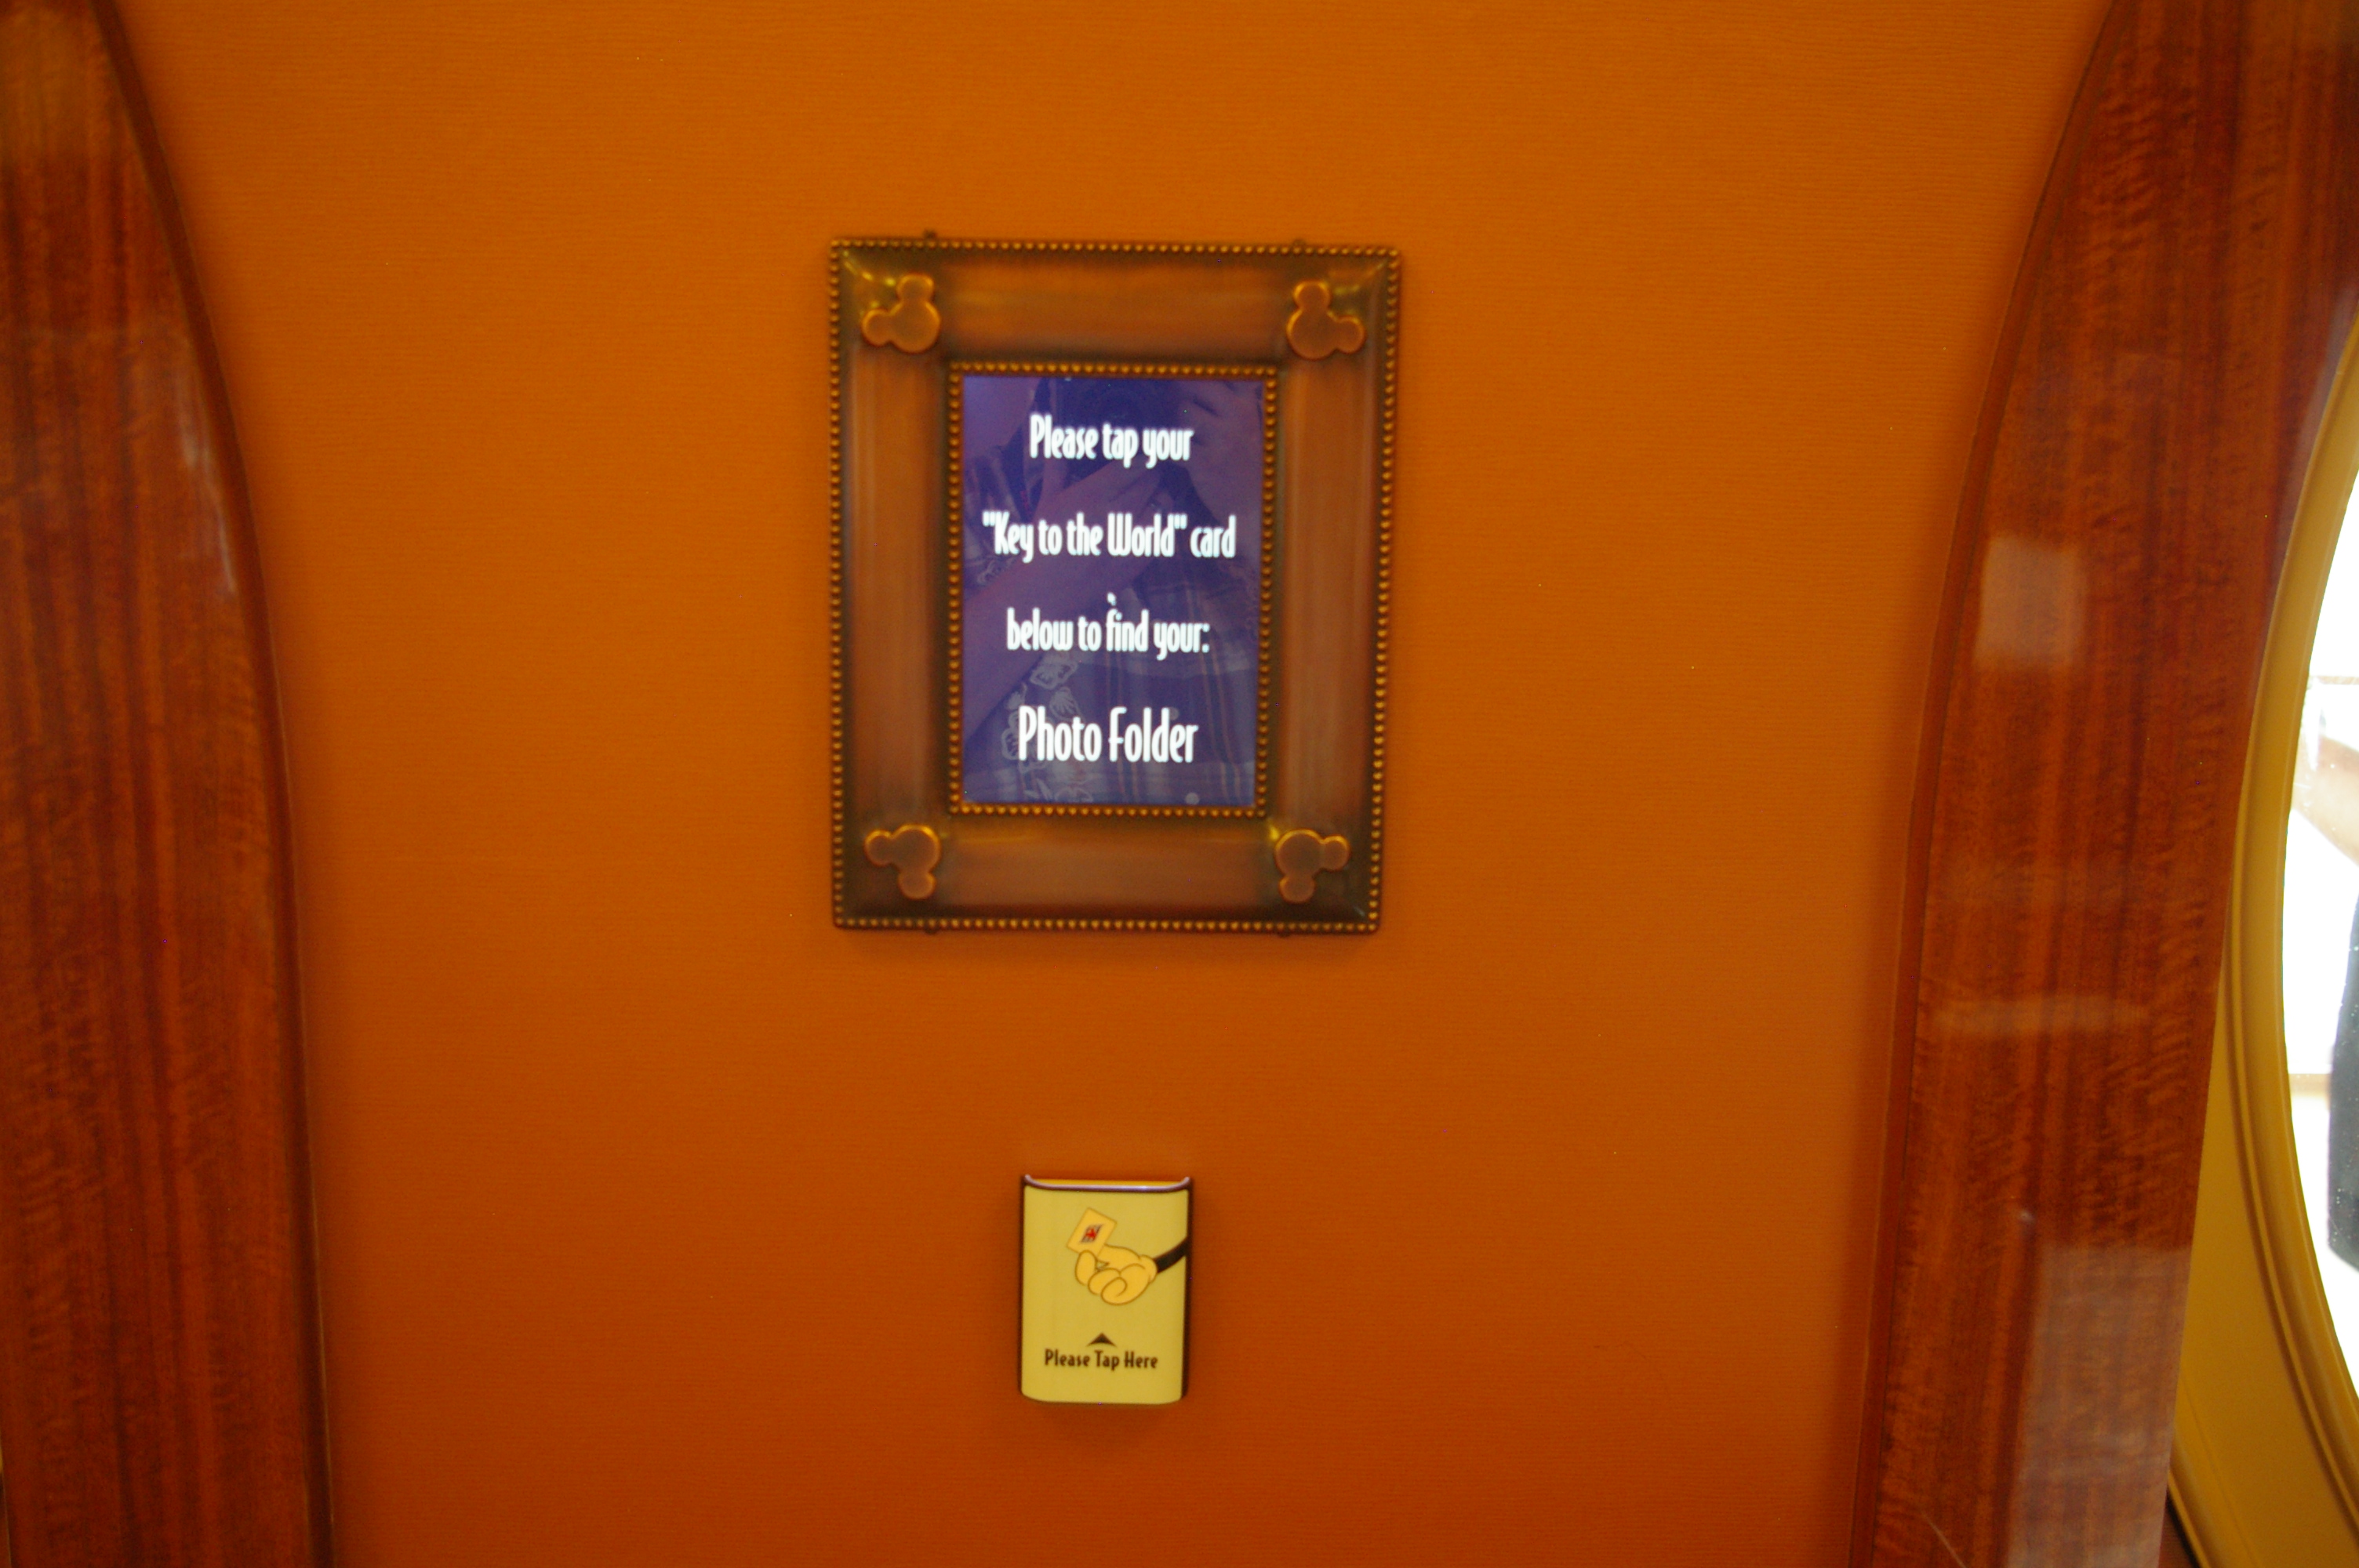 Please tap your
"Key to the World" card
below to find your:
Photo Folder
Please Tap Here